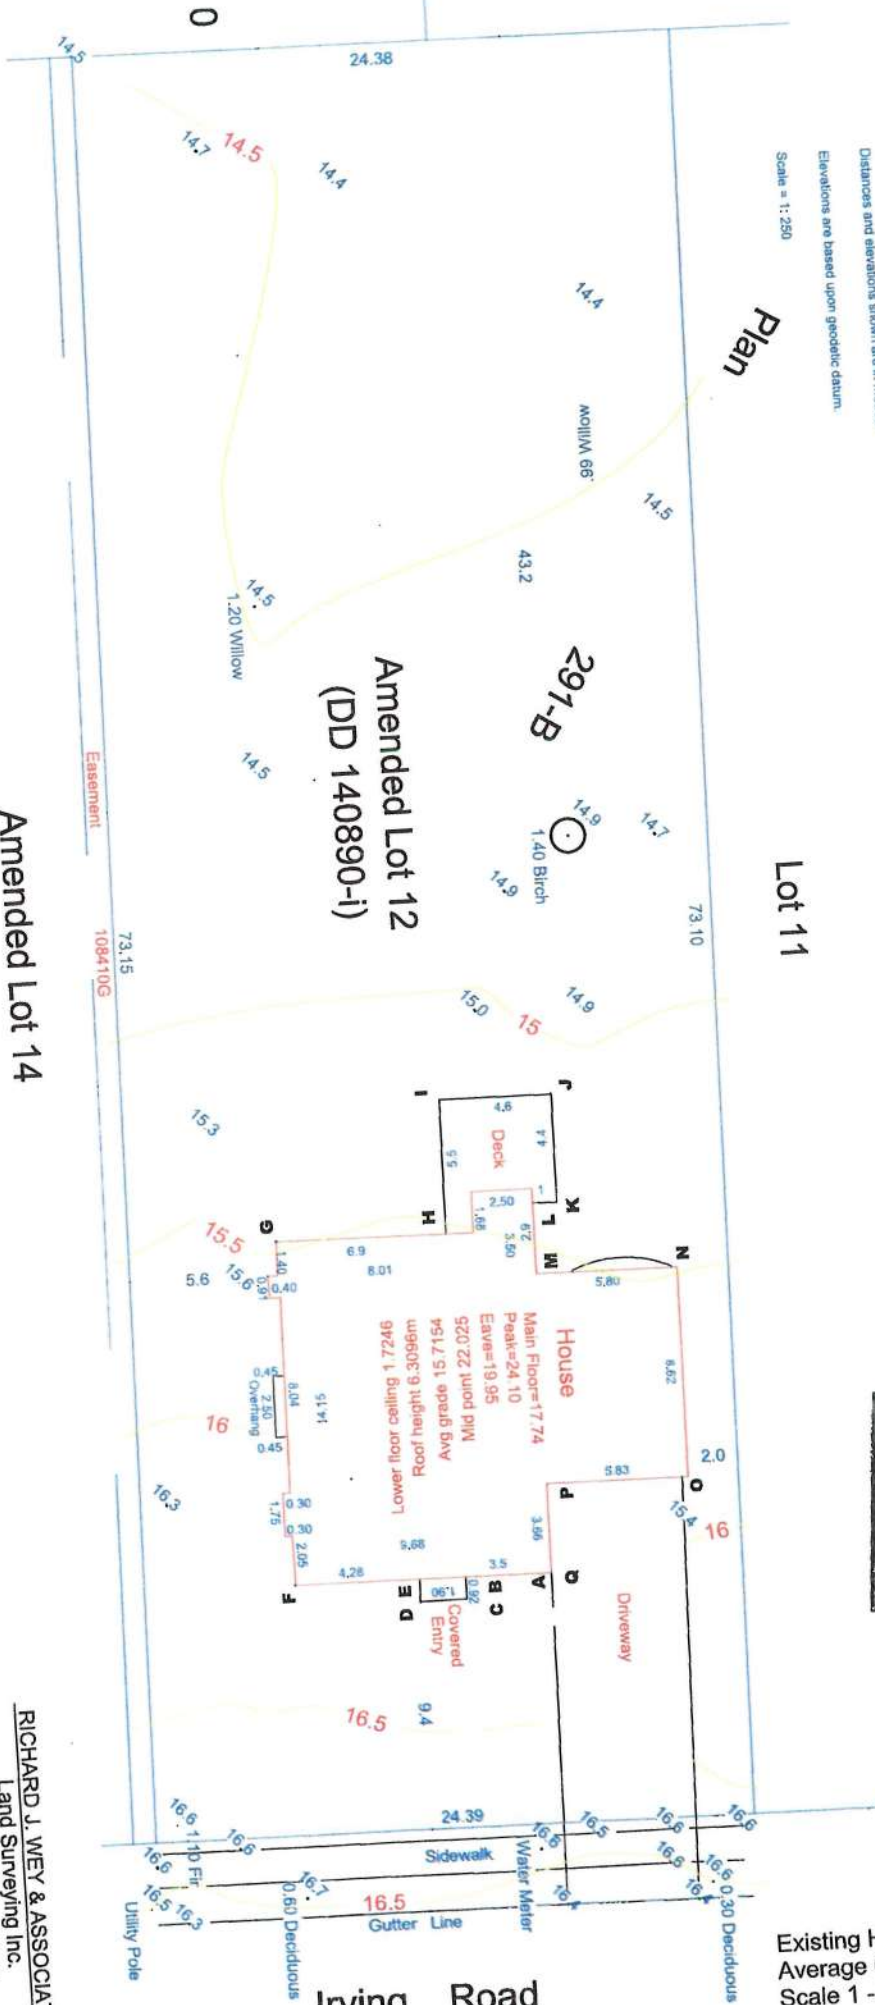 Distances and elevations shown are in
Elevations are based upon geodetic datum.
Scale = 1: 250
Plan
291-B
Lot 11
0
14.5
24.38
14.7
14.5
14.4
14.4
.99 Willow
14.5
43.2
14.5
1.20 Willow
14.5
Amended Lot 12
(DD 140890-i)
14.9
14.7
1.40 Birch
14.9
73.10
Easement
108410G
73.15
Amended Lot 14
15.0
15
14.9
15.3
15.5
15.6
5.6
16
16.3
I
J
4.6
4.4
Deck
5.5
K
L
1
2.50
1.68
2.9
3.50
H
M
N
G
6.9
8.01
1.40
0.91
0.40
5.80
8.62
House
Main Floor=17.74
Peak=24.10
Eave=19.95
Mid point 22.025
Avg grade 15.7154
Roof height 6.3096m
Lower floor ceiling 1.7246
0.45
2.50
Overhang
0.45
8.04
14.15
0.30
1.75
0.30
2.05
F
4.28
9.68
3.5
3.66
5.83
P
O
2.0
15.4
16
D E
1.90
0.92
C B
A
Q
Covered
Entry
Driveway
16.5
9.4
24.39
16.6
1.10 Fir
16.6
16.6
16.6
16.5
16.6
16.6
Sidewalk
16.6
16.6
16.5
16.3
16.7
16.4
16.4
0.30 Deciduous
Water Meter
0.60 Deciduous
16.5
Gutter Line
Utility Pole
Irving Road
RICHARD J. WEY & ASSOCIA
Land Surveying Inc.
Existing H
Average
Scale 1 -